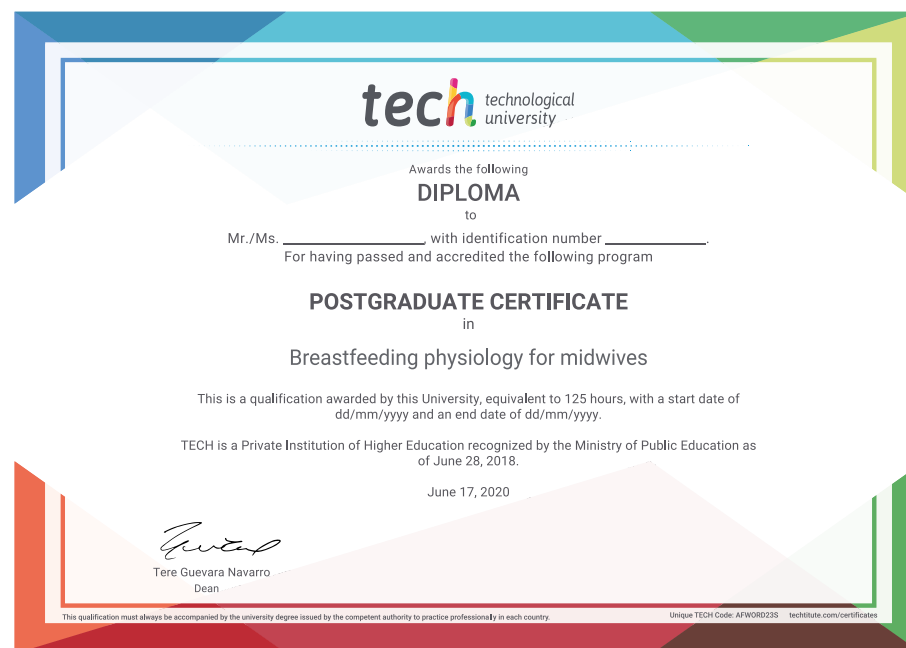 tech technological
university
Awards the following
DIPLOMA
to
Mr./Ms. ____________________, with identification number ______________.
For having passed and accredited the following program
POSTGRADUATE CERTIFICATE
in
Breastfeeding physiology for midwives
This is a qualification awarded by this University, equivalent to 125 hours, with a start date of
dd/mm/yyyy and an end date of dd/mm/yyyy.
TECH is a Private Institution of Higher Education recognized by the Ministry of Public Education as
of June 28, 2018.
June 17, 2020
Tere Guevara Navarro
Dean
This qualification must always be accompanied by the university degree issued by the competent authority to practice professionally in each country.
Unique TECH Code: AFWORD23S techtitute.com/certificates